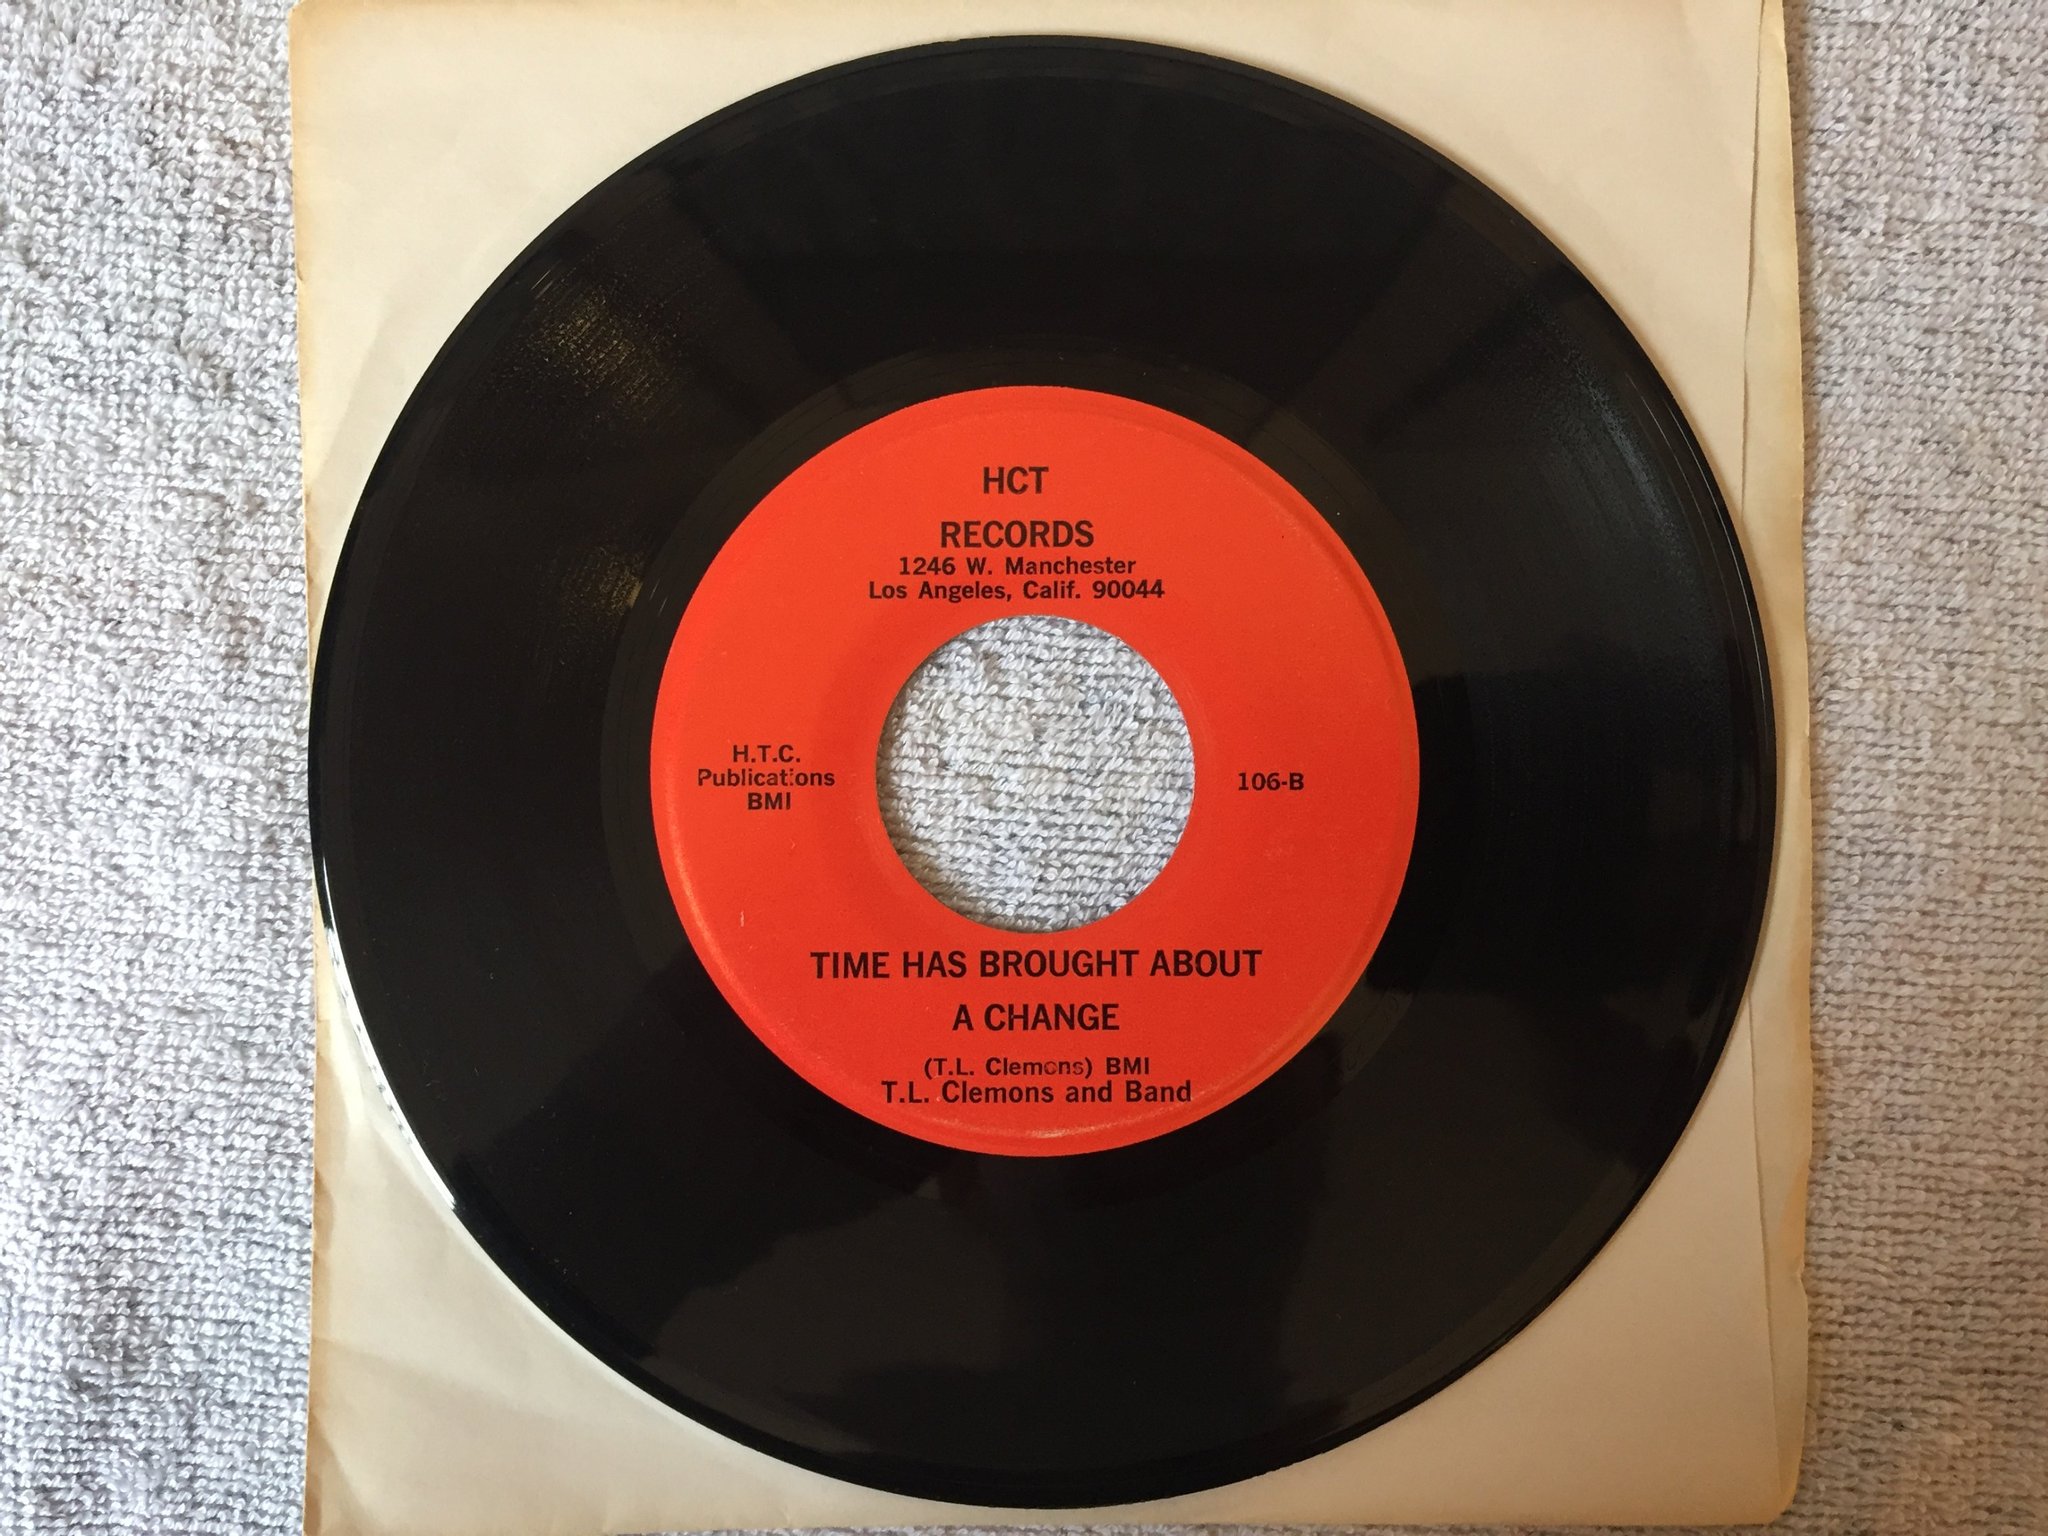 HCT
RECORDS
1246 W. Manchester
Los Angeles, Calif. 90044
H.T.C.
Publications
BMI
106-B
TIME HAS BROUGHT ABOUT
A CHANGE
(T.L. Clemons) BMI
T.L. Clemons and Band